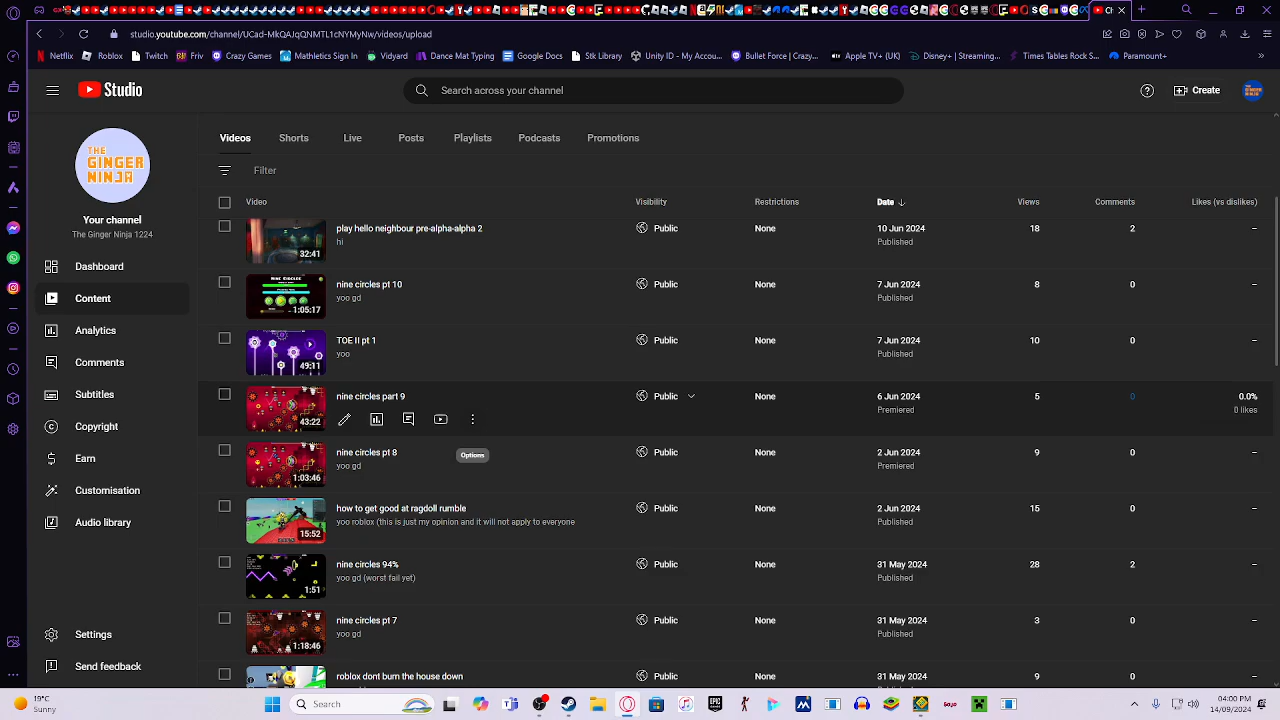 studio.youtube.com/channel/UCad-MkQAJqQNMTL1cNYMyNw/videos/upload
Netflix Roblox Twitch Friv Crazy Games Mathletics Sign In Vidyard Dance Mat Typing Google Docs Stk Library Unity ID - My Accou... Bullet Force | Crazy... Apple TV+ (UK) Disney+ | Streaming... Times Tables Rock S... Paramount+
Studio
Search across your channel
Create
THE GINGER NINJA
Your channel
The Ginger Ninja 1224
Dashboard
Content
Analytics
Comments
Subtitles
Copyright
Earn
Customisation
Audio library
Settings
Send feedback
Videos Shorts Live Posts Playlists Podcasts Promotions
Filter
Video Visibility Restrictions Date Views Comments Likes (vs dislikes)
play hello neighbour pre-alpha-alpha 2 Public None 10 Jun 2024 18 2 –
hi Published
32:41
nine circles pt 10 Public None 7 Jun 2024 8 0 –
yo gd Published
1:05:17
TOE II pt 1 Public None 7 Jun 2024 10 0 –
yoo Published
49:11
nine circles part 9 Public None 6 Jun 2024 5 0 0.0%
Premiered 0 likes
43:22
nine circles pt 8 Options Public None 2 Jun 2024 9 0 –
yoo gd Premiered
1:03:46
how to get good at ragdoll rumble Public None 2 Jun 2024 15 0 –
yo roblox (this is just my opinion and it will not apply to everyone Published
15:52
nine circles 94% Public None 31 May 2024 28 2 –
yoo gd (worst fail yet) Published
1:51
nine circles pt 7 Public None 31 May 2024 3 0 –
yoo gd Published
1:18:46
roblox dont burn the house down Public None 31 May 2024 9 0 –
19°C
Sunny
Search
04:00 PM
14/09/2025